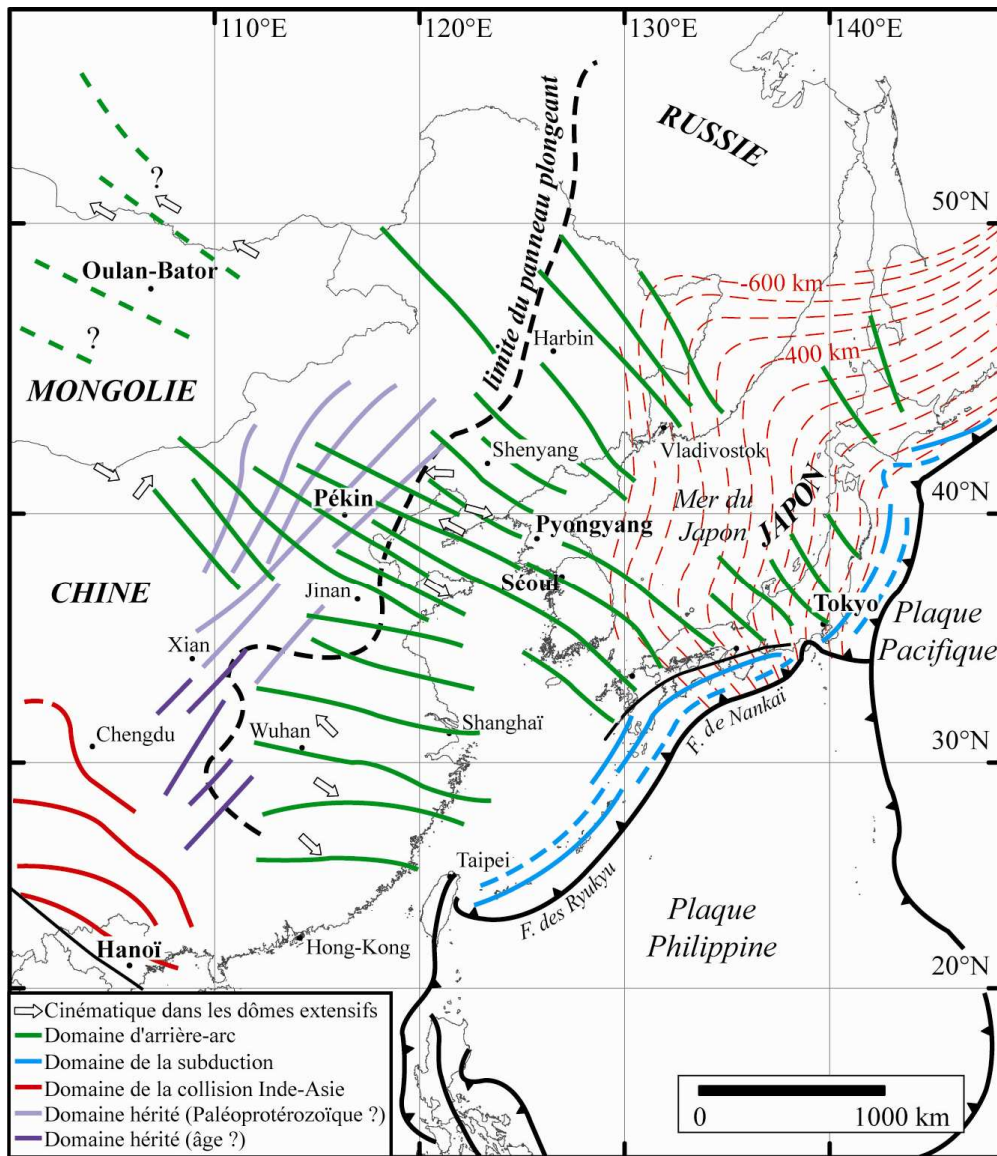 110°E
120°E
130°E
140°E
RUSSIE
50°N
?
Oulan-Bator
limite du panneau plongeant
-600 km
Harbin
?
-400 km
MONGOLIE
Shenyang
Vladivostok
Pékin
Mer du
Japon
JAPON
40°N
Pyongyang
CHINE
Jinan
Séoul
Tokyo
Plaque
Pacifique
Xian
Chengdu
Wuhan
Shanghaï
F. de Nankaï
30°N
Taipei
F. des Ryukyu
Plaque
Philippine
Hanoï
Hong-Kong
20°N
Cinématique dans les dômes extensifs
Domaine d'arrière-arc
Domaine de la subduction
Domaine de la collision Inde-Asie
Domaine hérité (Paléoprotérozoïque ?)
Domaine hérité (âge ?)
0
1000 km